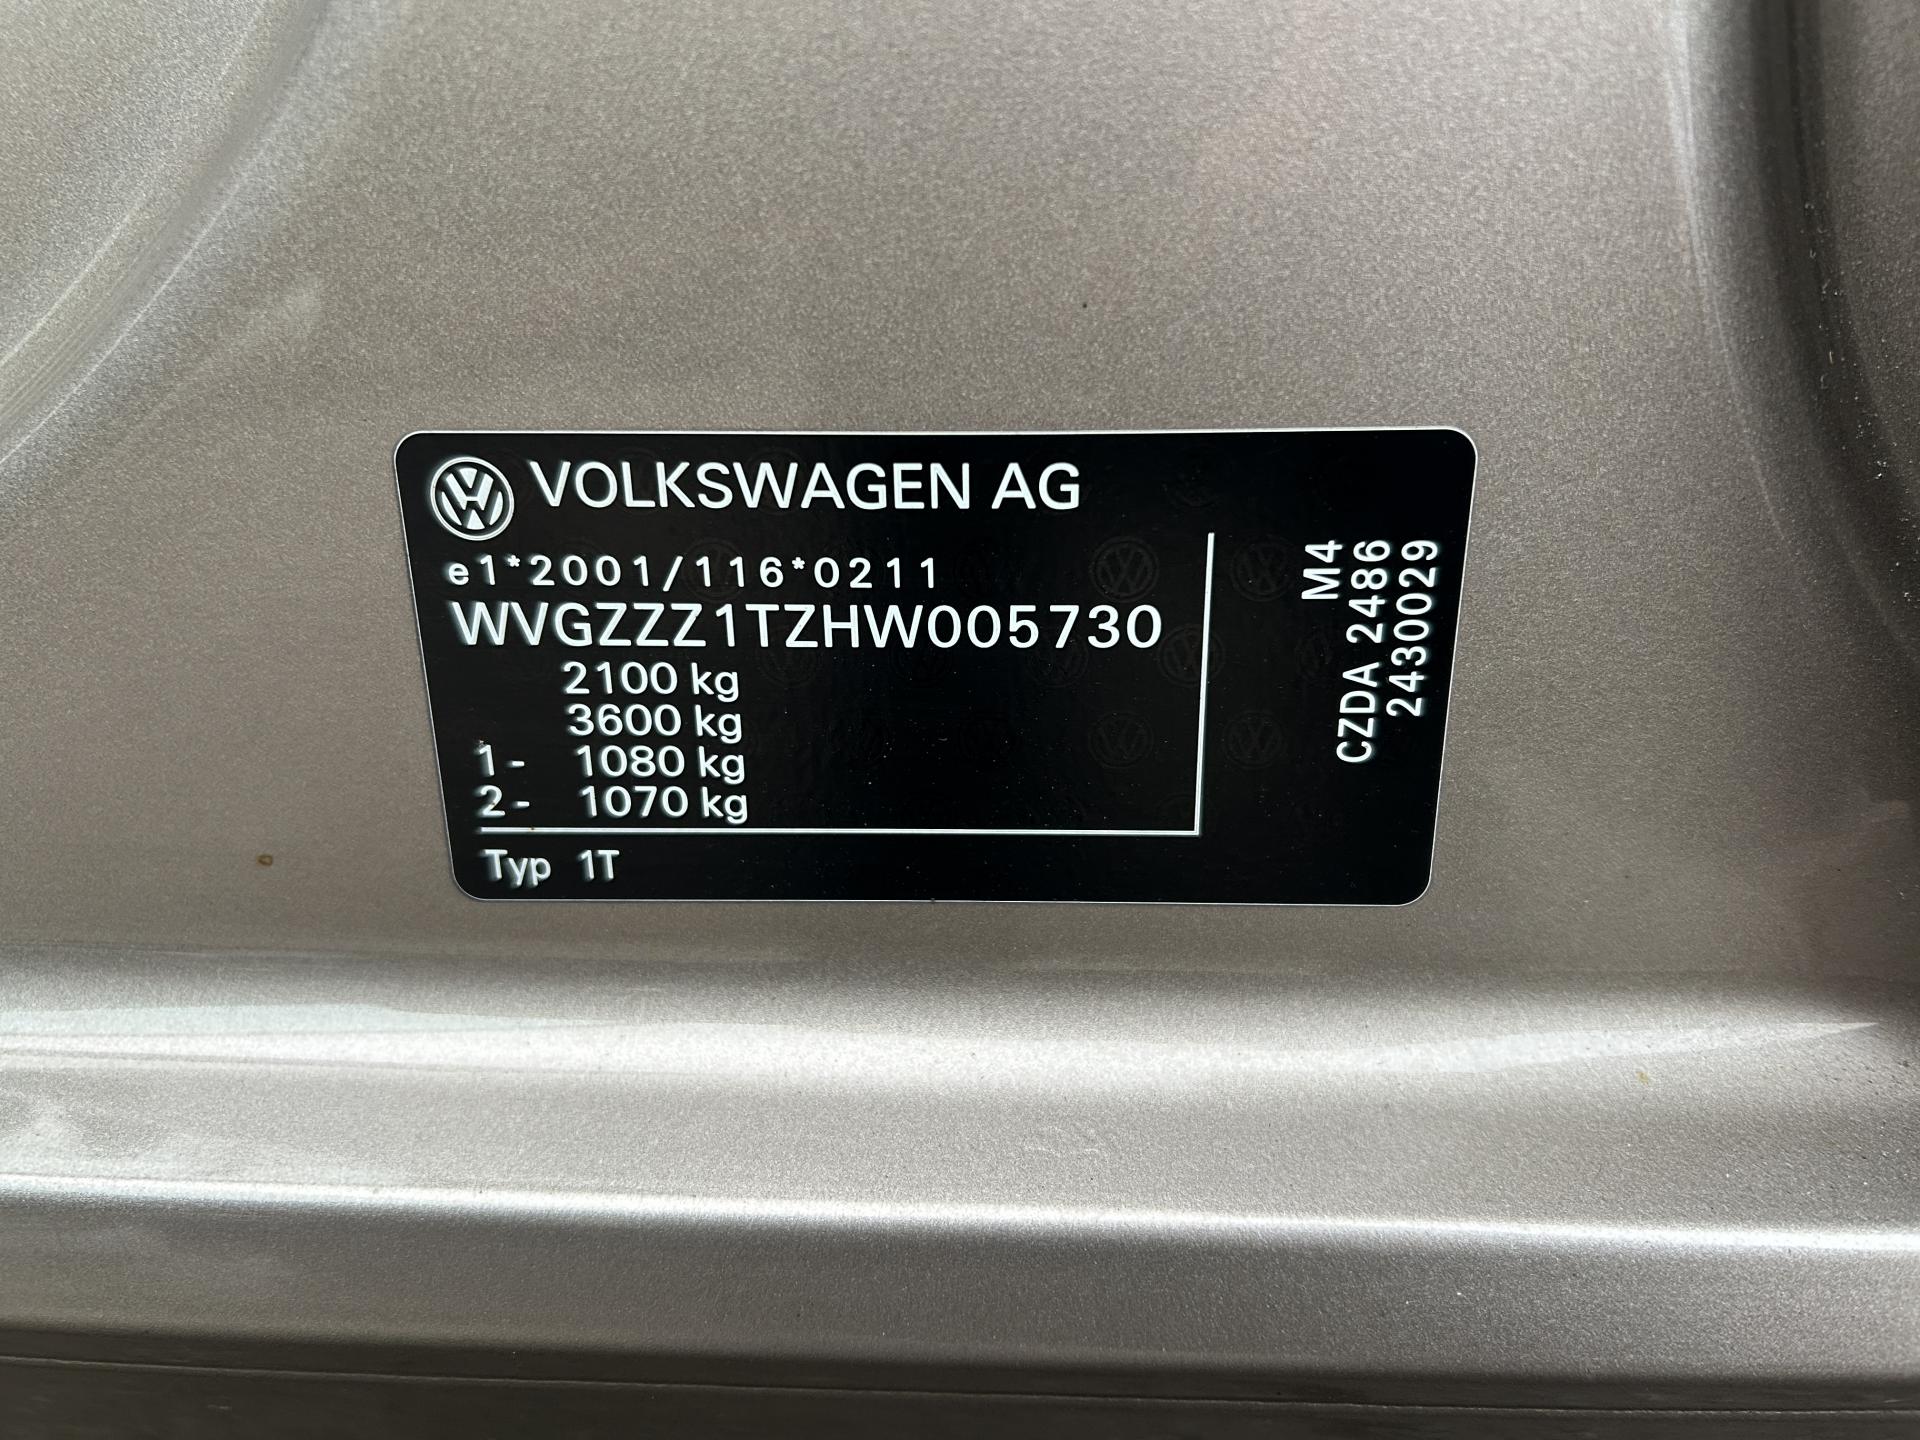 VOLKSWAGEN AG
e1*2001/116*0211
WVGZZZ1TZHW005730
2100 kg
3600 kg
1- 1080 kg
2- 1070 kg
Typ 1T
M4
CZDA 2486
2430029